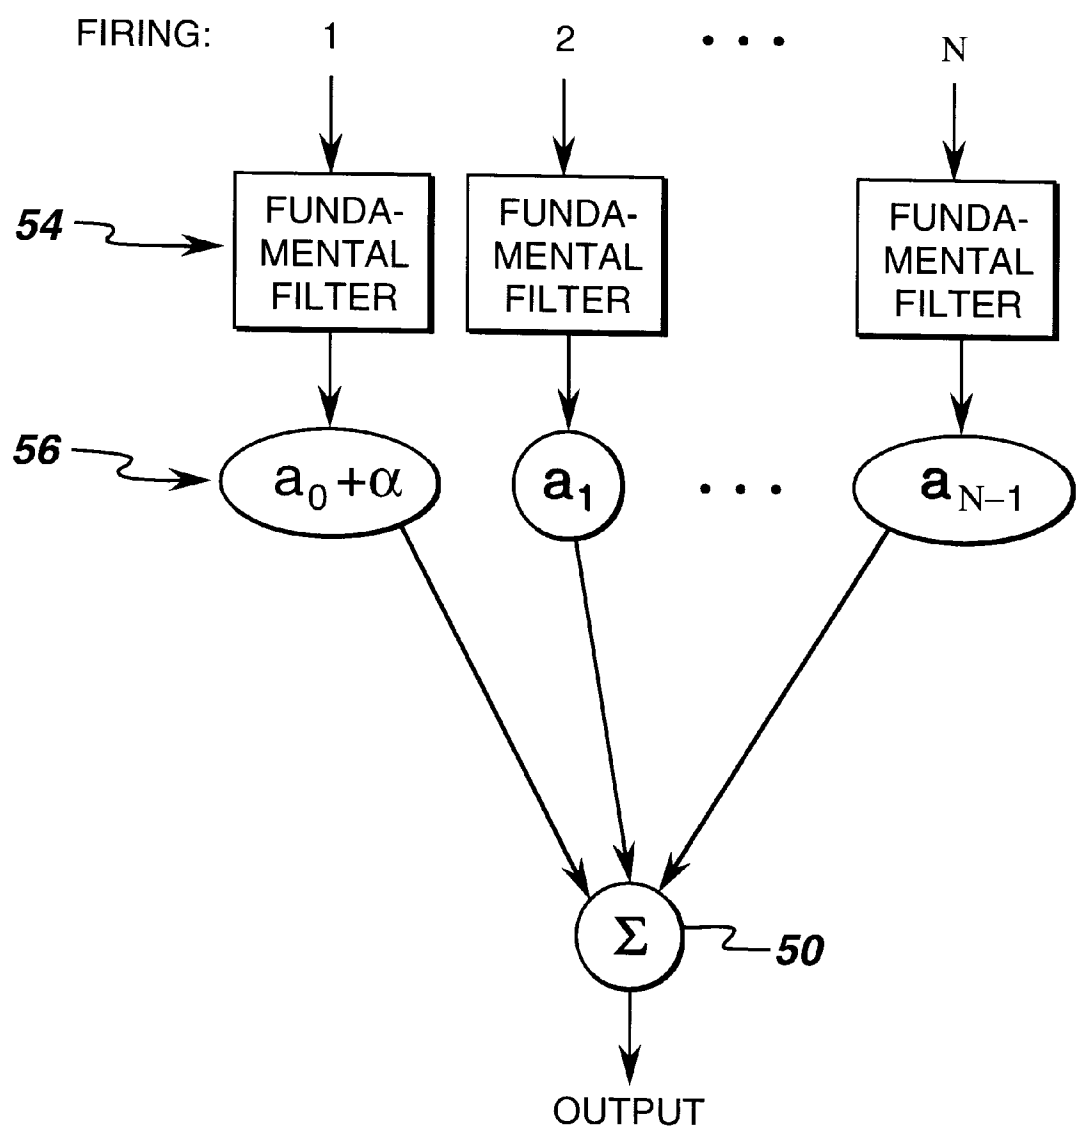 FIRING: 1 2 • • • N
54
FUNDA-
MENTAL
FILTER
FUNDA-
MENTAL
FILTER
FUNDA-
MENTAL
FILTER
56
a₀+α a₁ • • • a_N−1
Σ
50
OUTPUT